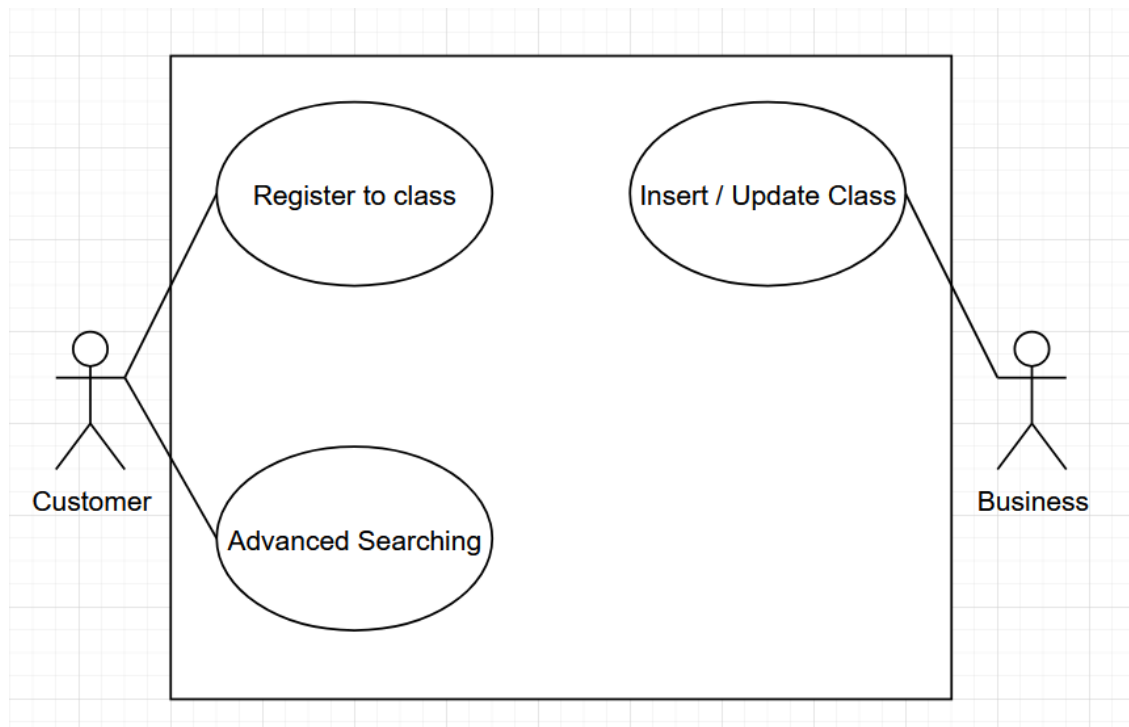 Register to class
Insert / Update Class
Customer
Business
Advanced Searching